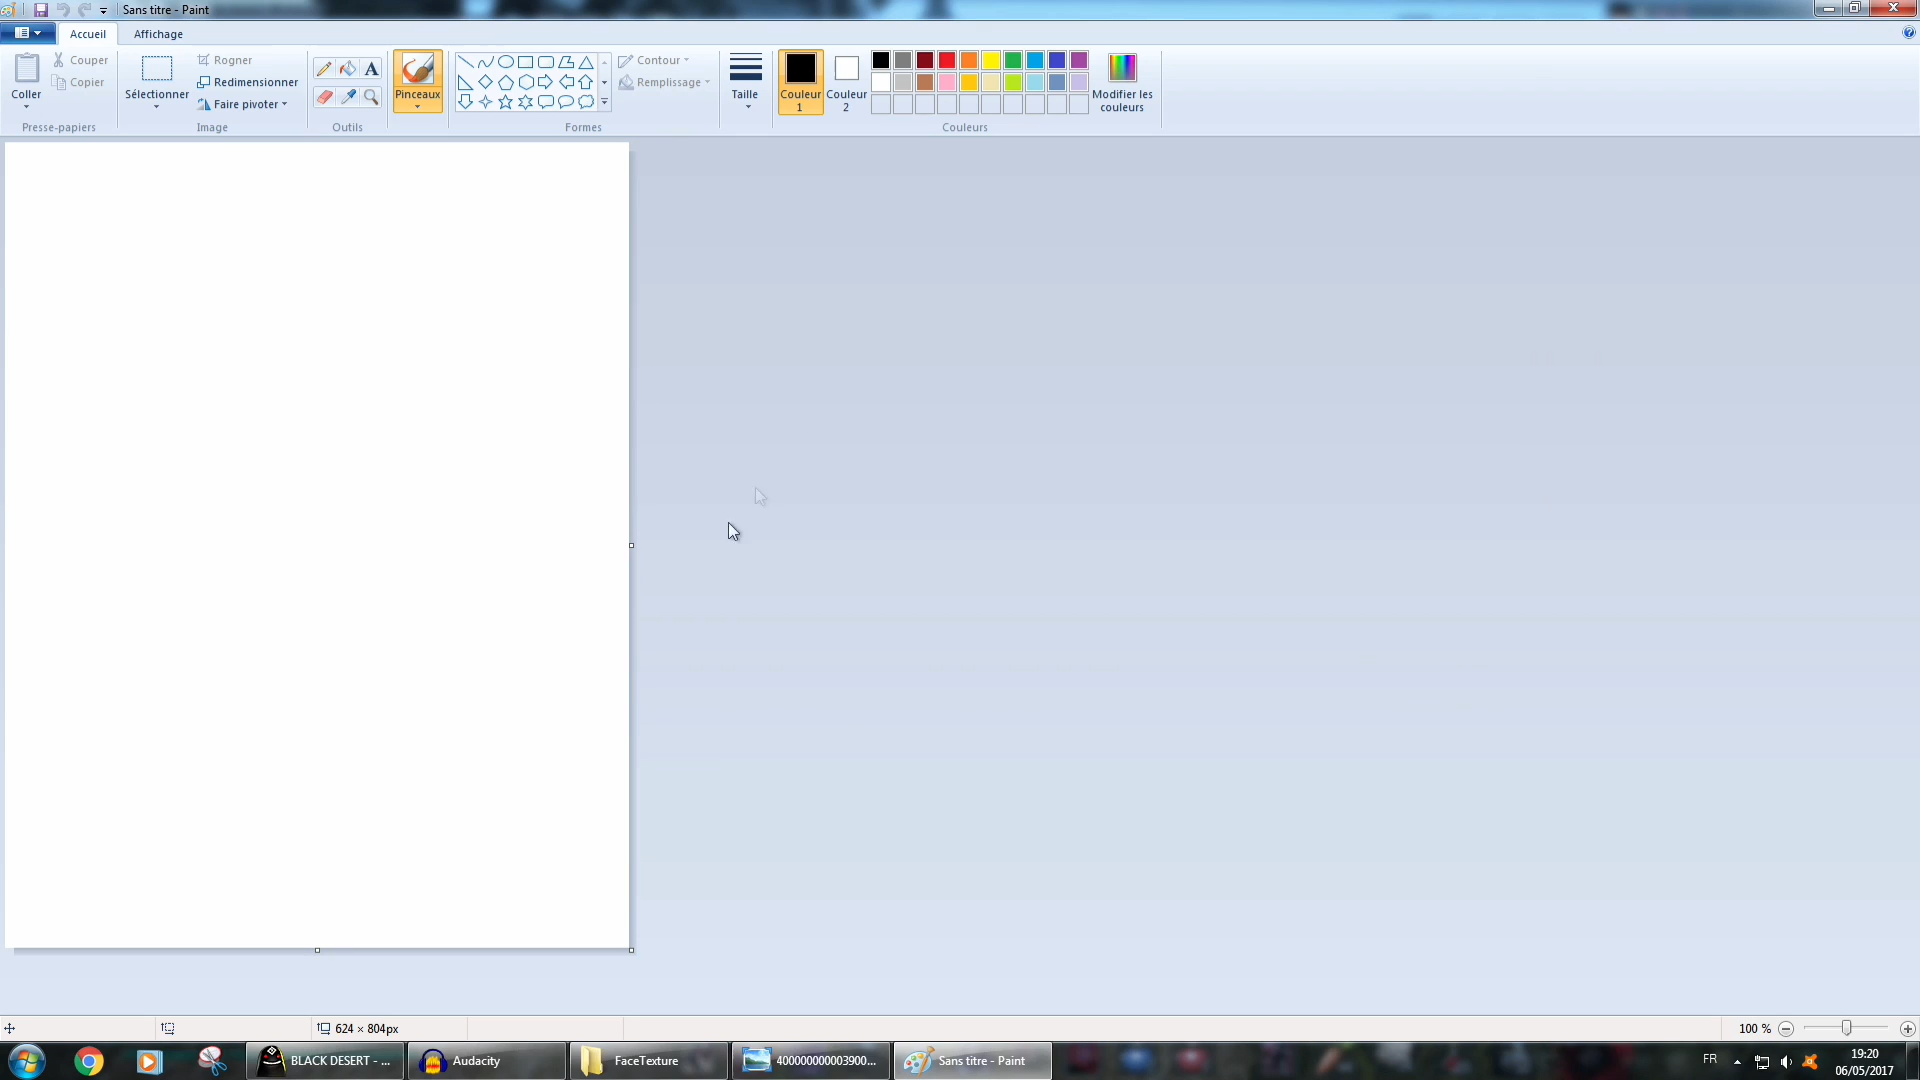 Sans titre - Paint
Accueil
Affichage
Coller
Couper
Copier
Presse-papiers
Sélectionner
Rogner
Redimensionner
Faire pivoter
Image
A
Outils
Pinceaux
Contour
Remplissage
Formes
Taille
Couleur
1
Couleur
2
Modifier les
couleurs
Couleurs
624 × 804px
100 %
BLACK DESERT - ...
Audacity
FaceTexture
400000000003900...
Sans titre - Paint
FR
19:20
06/05/2017